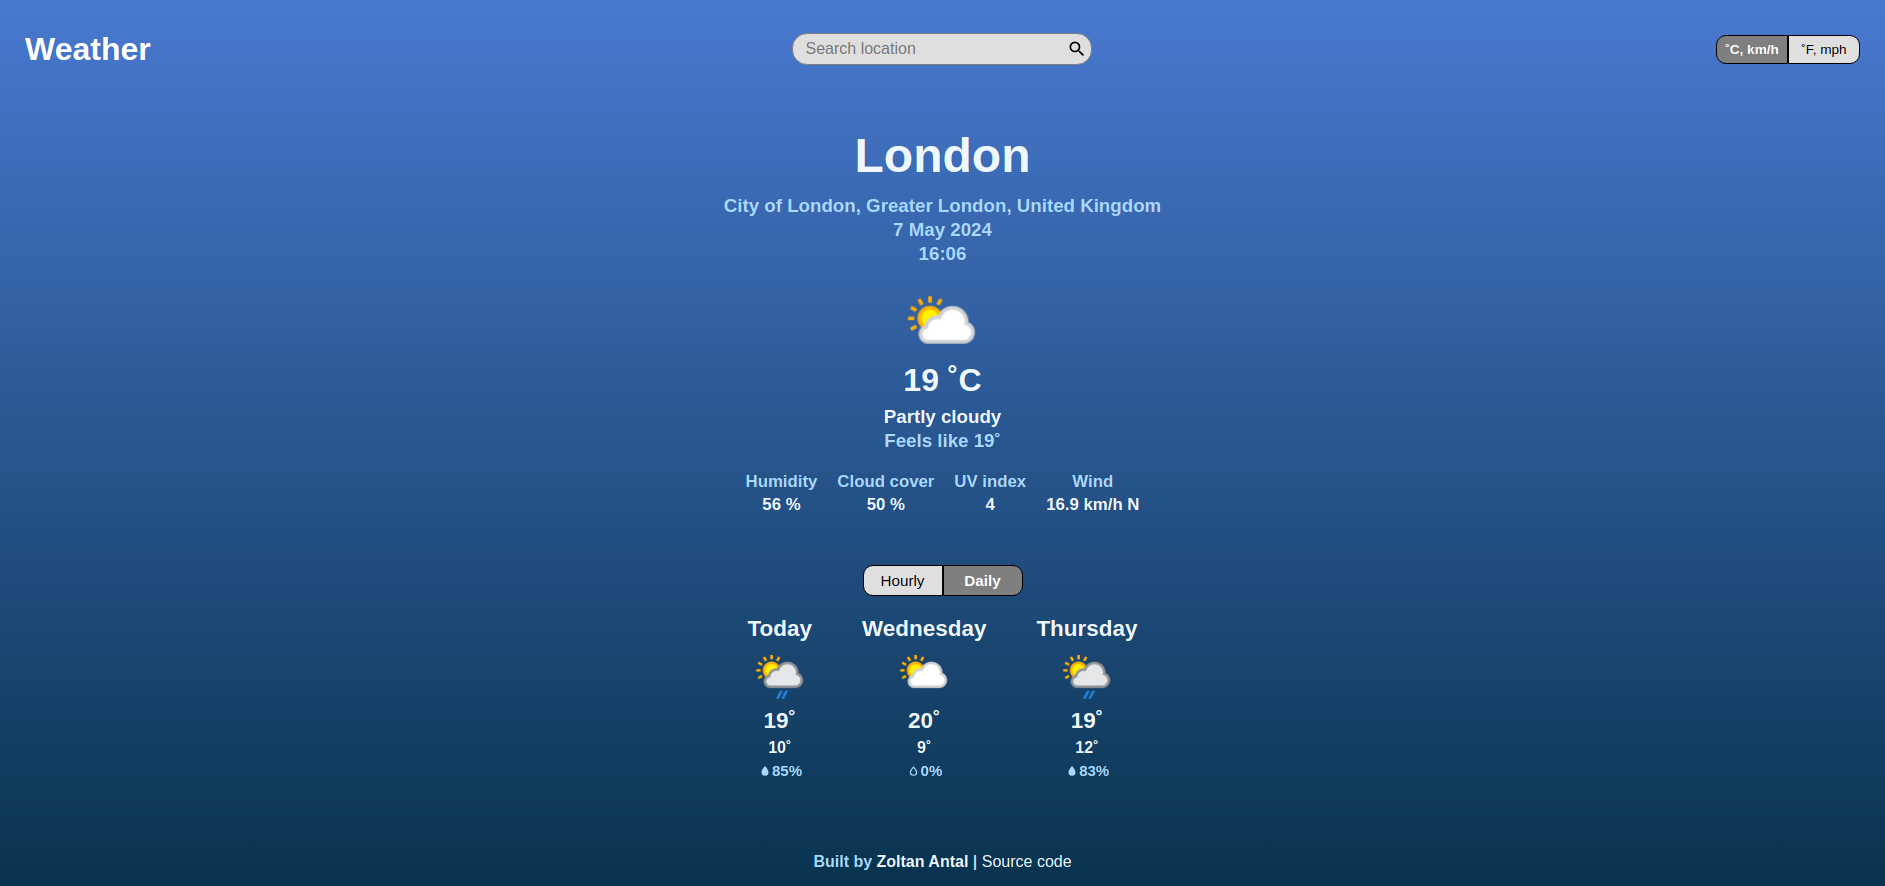 Weather
Search location
˚C, km/h ˚F, mph
London
City of London, Greater London, United Kingdom
7 May 2024
16:06
19 ˚C
Partly cloudy
Feels like 19˚
Humidity Cloud cover UV index Wind
56 % 50 % 4 16.9 km/h N
Hourly Daily
Today Wednesday Thursday
19˚ 20˚ 19˚
10˚ 9˚ 12˚
85% 0% 83%
Built by Zoltan Antal | Source code